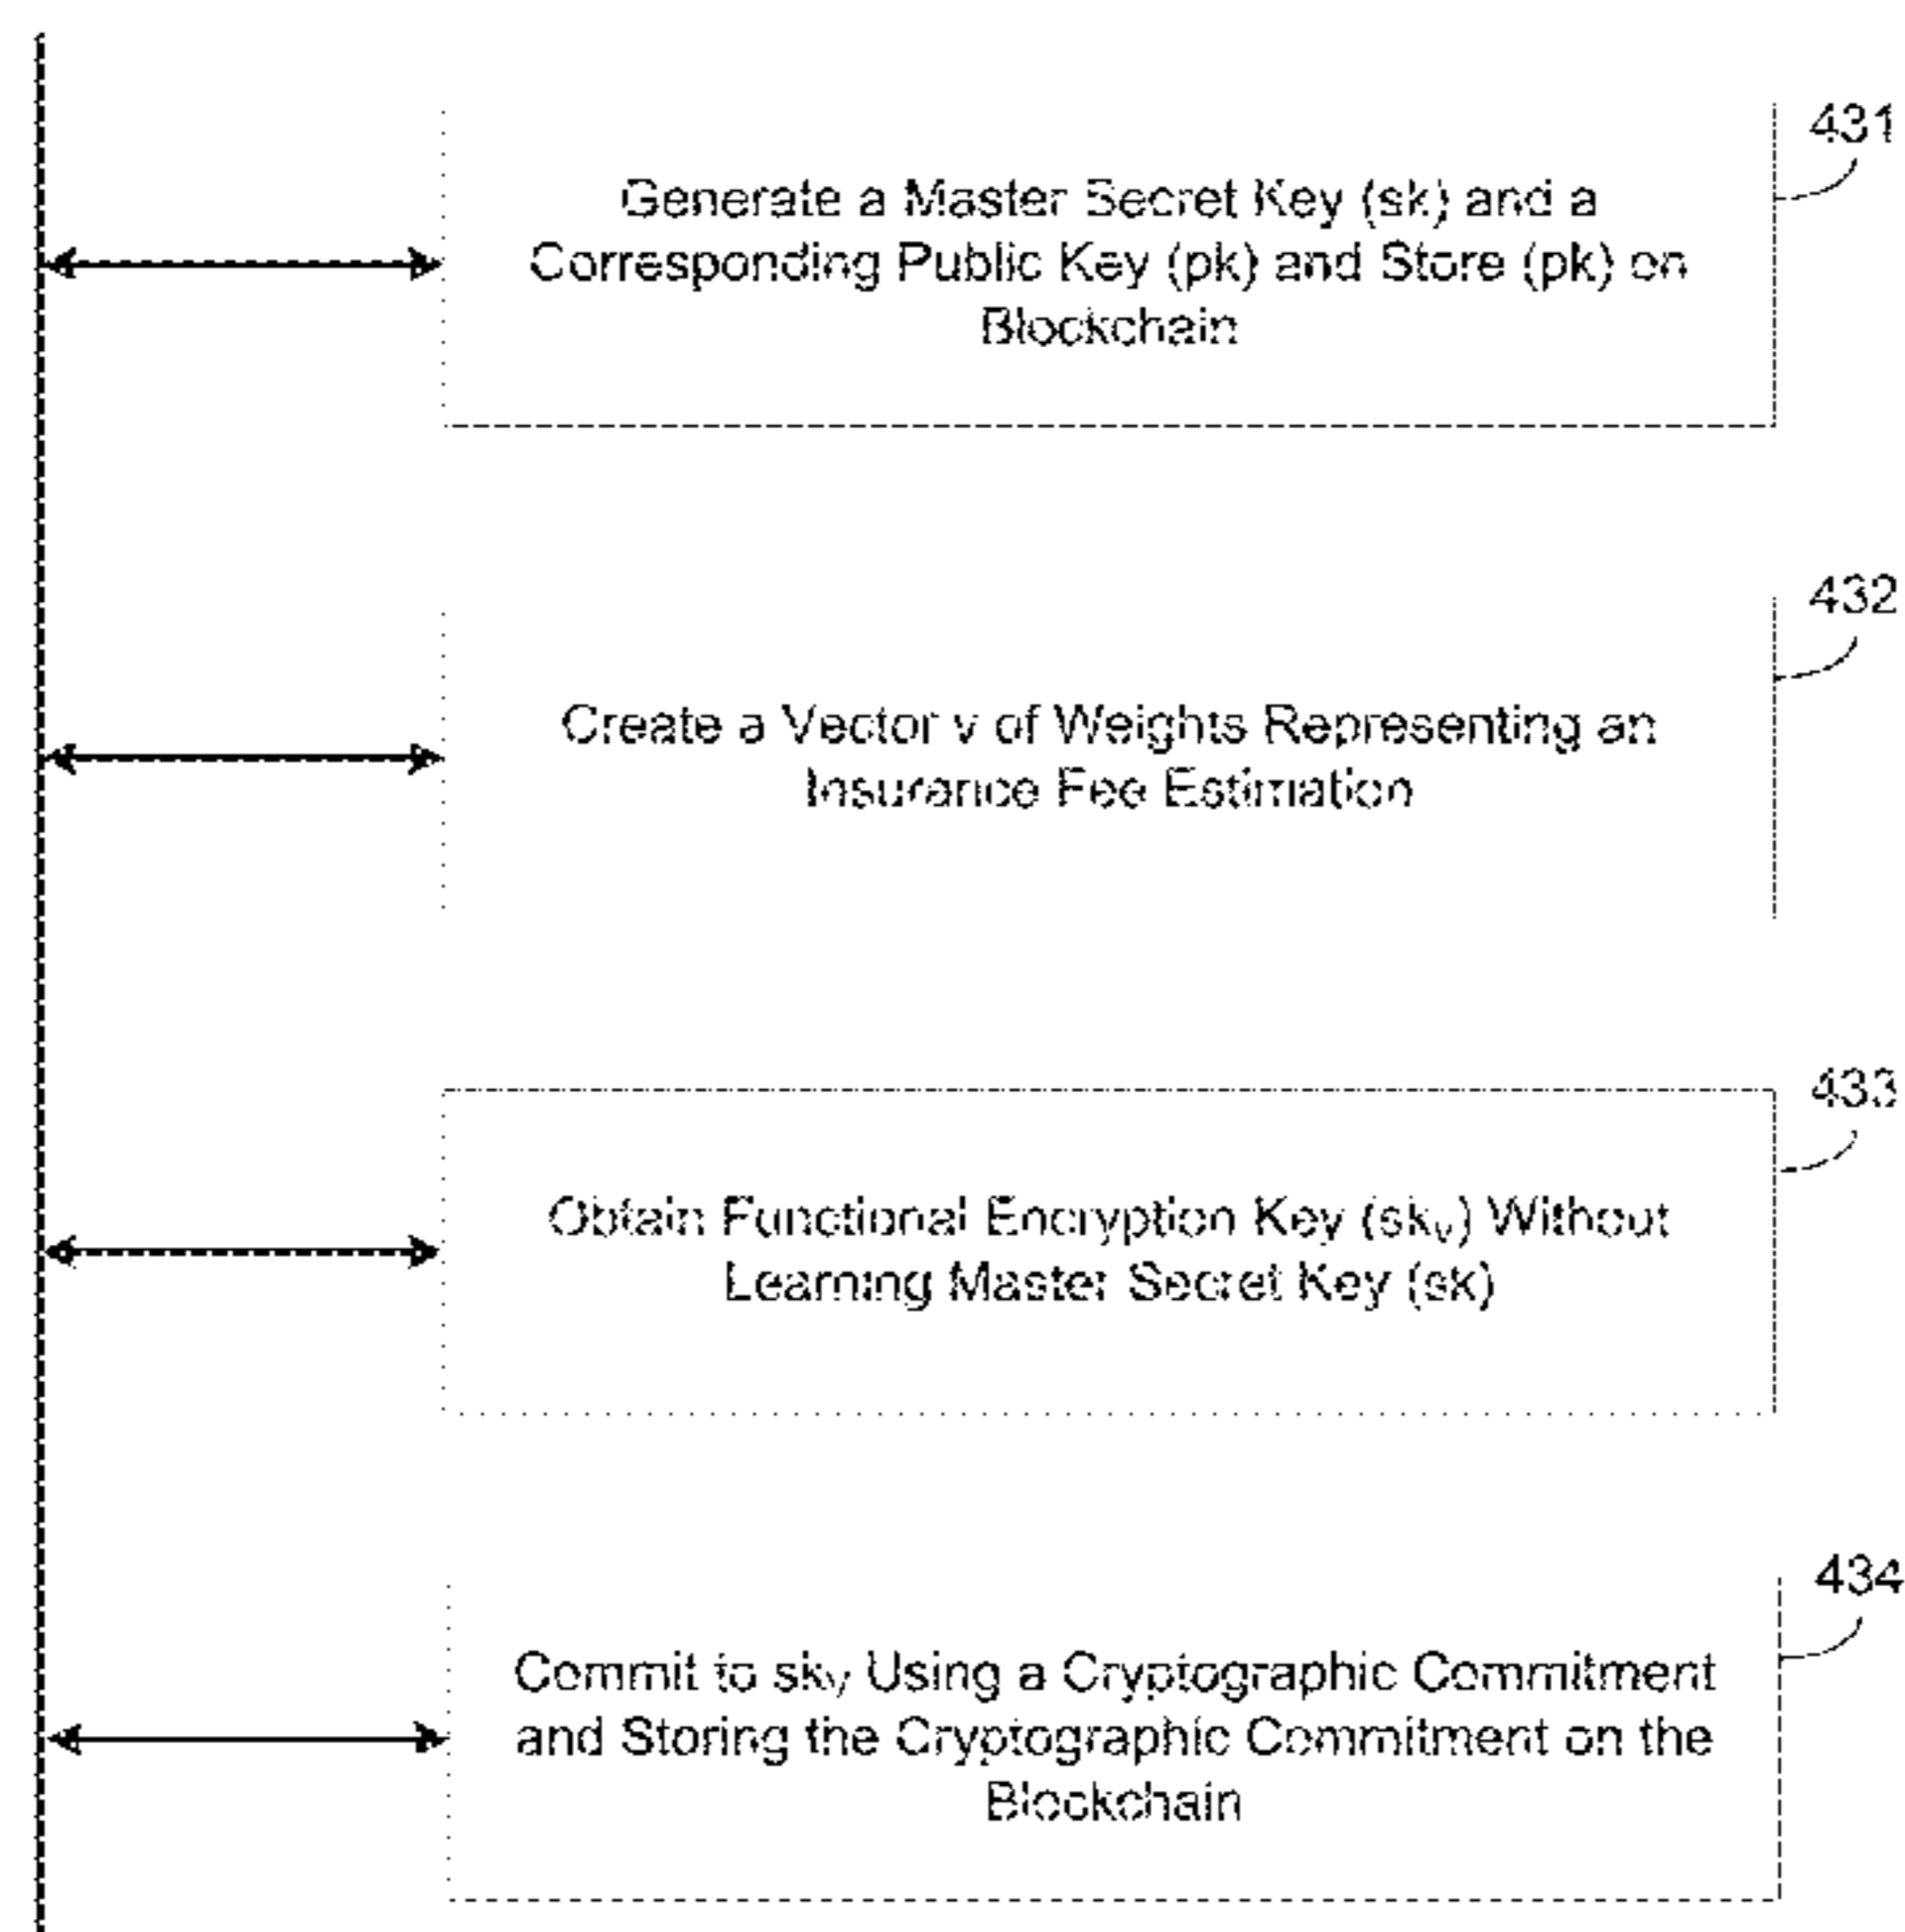 431
Generate a Master Secret Key (sk) and a
Corresponding Public Key (pk) and Store (pk) on
Blockchain
432
Create a Vector v of Weights Representing an
Insurance Fee Estimation
433
Obtain Functional Encryption Key (skᵥ) Without
Learning Master Secret Key (sk)
434
Commit to skᵥ Using a Cryptographic Commitment
and Storing the Cryptographic Commitment on the
Blockchain